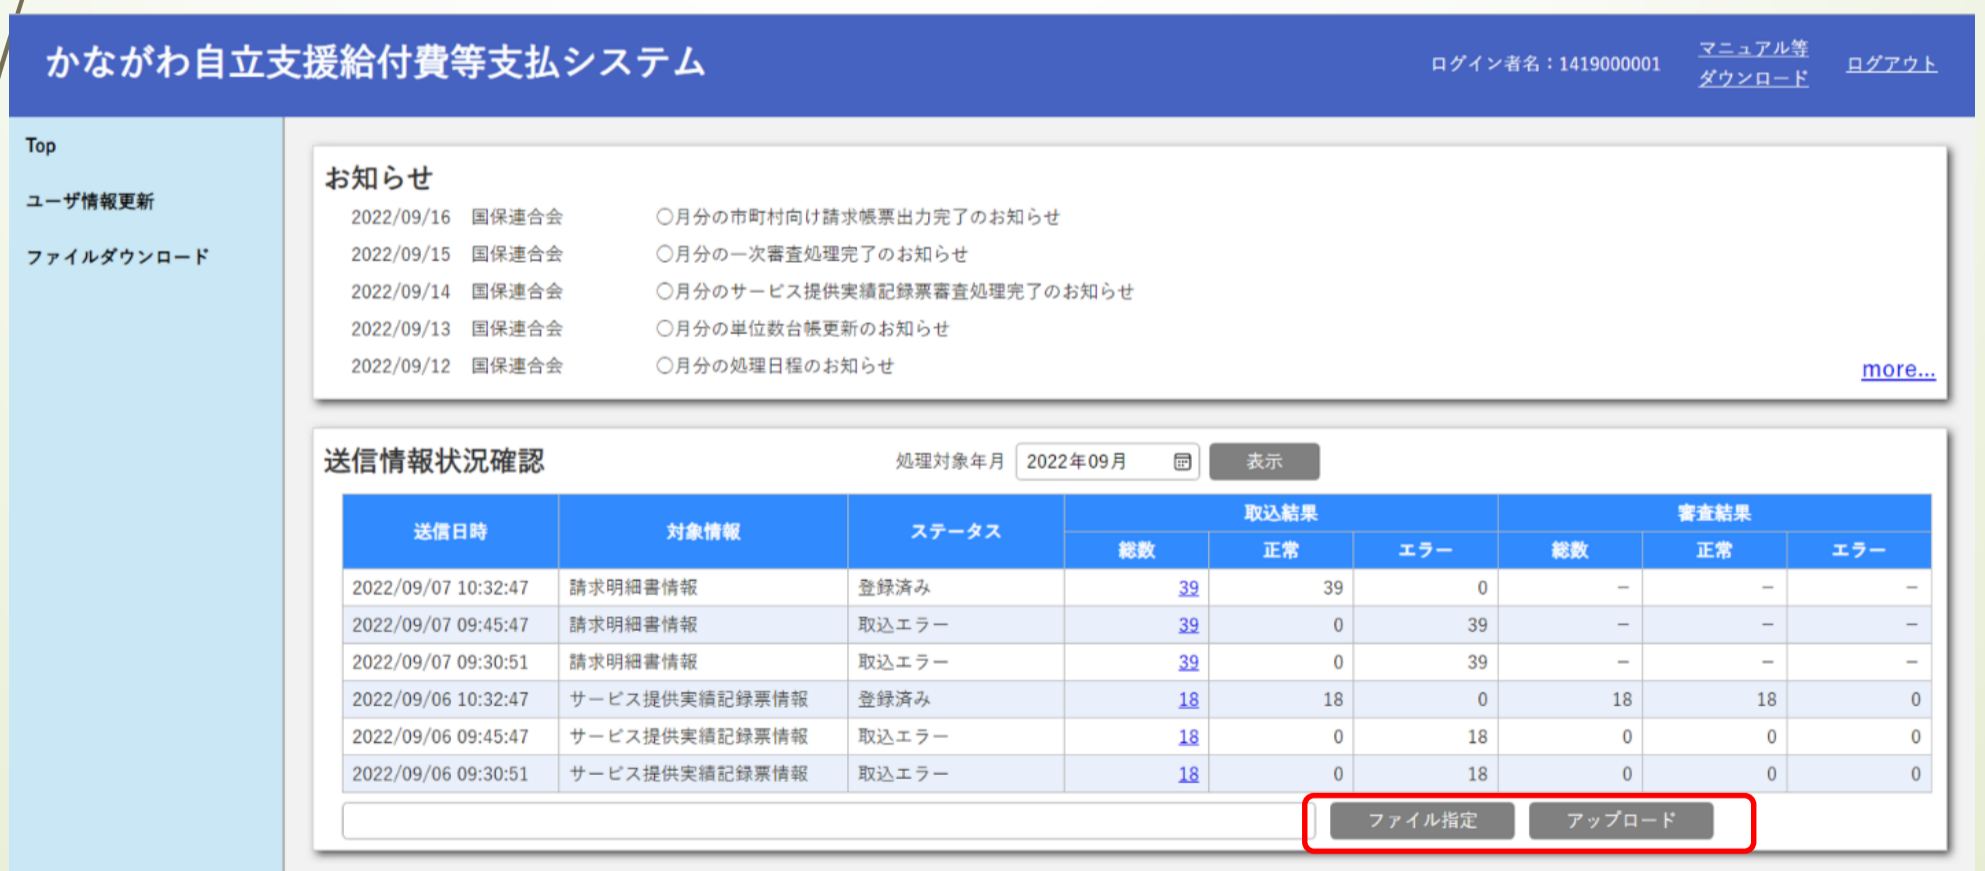 かながわ自立支援給付費等支払システム
ログイン者名：1419000001
マニュアル等
ダウンロード
ログアウト
Top
ユーザ情報更新
ファイルダウンロード
お知らせ
2022/09/16 国保連合会 ○月分の市町村向け請求帳票出力完了のお知らせ
2022/09/15 国保連合会 ○月分の一次審査処理完了のお知らせ
2022/09/14 国保連合会 ○月分のサービス提供実績記録票審査処理完了のお知らせ
2022/09/13 国保連合会 ○月分の単位数台帳更新のお知らせ
2022/09/12 国保連合会 ○月分の処理日程のお知らせ
more...
送信情報状況確認 処理対象年月 2022年09月 表示
送信日時 対象情報 ステータス 取込結果 審査結果
総数 正常 エラー 総数 正常 エラー
2022/09/07 10:32:47 請求明細書情報 登録済み 39 39 0 － － －
2022/09/07 09:45:47 請求明細書情報 取込エラー 39 0 39 － － －
2022/09/07 09:30:51 請求明細書情報 取込エラー 39 0 39 － － －
2022/09/06 10:32:47 サービス提供実績記録票情報 登録済み 18 18 0 18 18 0
2022/09/06 09:45:47 サービス提供実績記録票情報 取込エラー 18 0 18 0 0 0
2022/09/06 09:30:51 サービス提供実績記録票情報 取込エラー 18 0 18 0 0 0
ファイル指定 アップロード